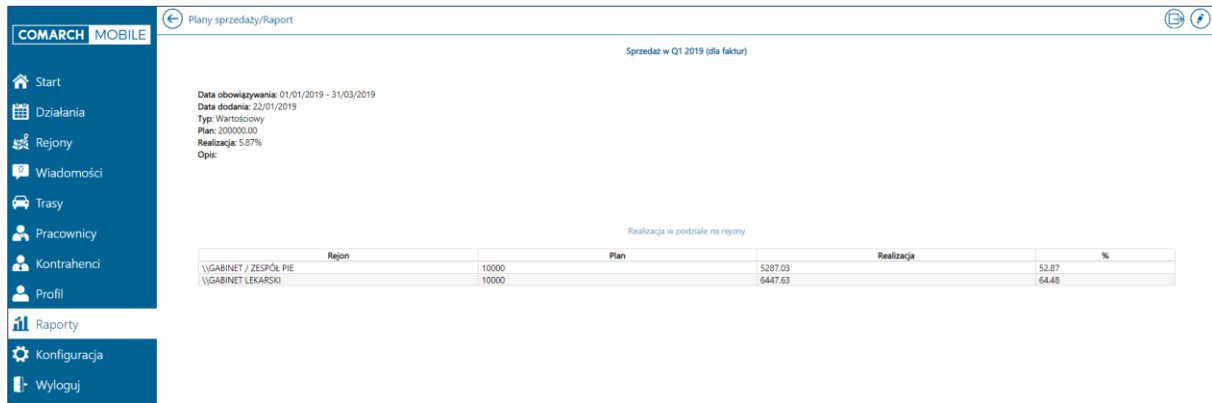 COMARCH MOBILE
Start
Działania
Rejony
0
Wiadomości
Trasy
Pracownicy
Kontrahenci
Profil
Raporty
Konfiguracja
Wyloguj
Plany sprzedaży/Raport
Sprzedaż w Q1 2019 (dla faktur)
Data obowiązywania: 01/01/2019 - 31/03/2019
Data dodania: 22/01/2019
Typ: Wartościowy
Plan: 200000.00
Realizacja: 5.87%
Opis:
Realizacja w podziale na rejony
Rejon Plan Realizacja %
\\GABINET / ZESPÓŁ PIE 10000 5287.03 52.87
\\GABINET LEKARSKI 10000 6447.63 64.48